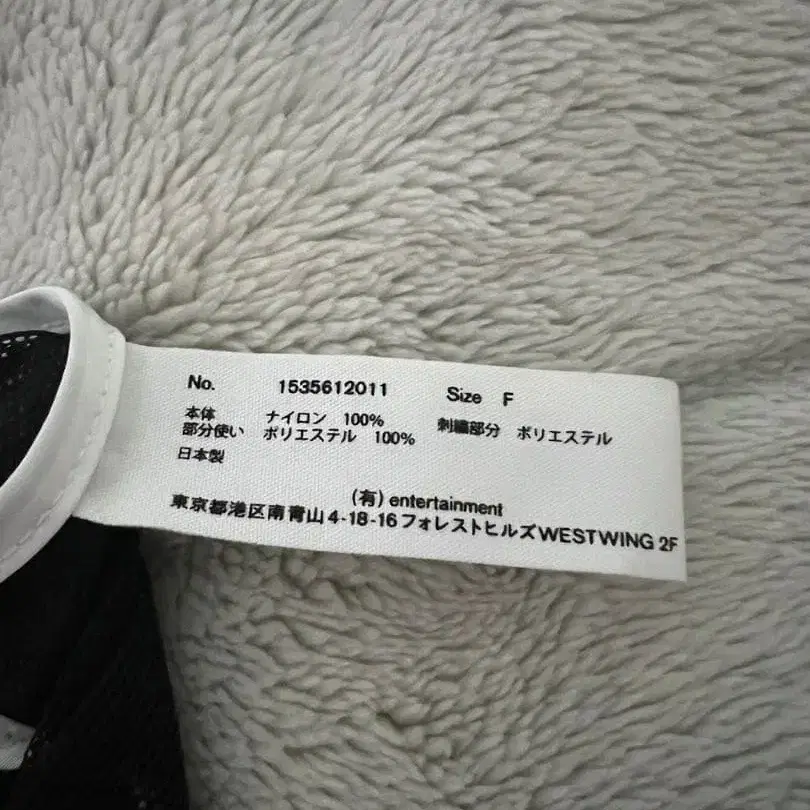 No. 1535612011 Size F
本体 ナイロン 100% 刺繍部分 ポリエステル
部分使い ポリエステル 100%
日本製
(有) entertainment
東京都港区南青山4-18-16フォレストヒルズWESTWING 2F